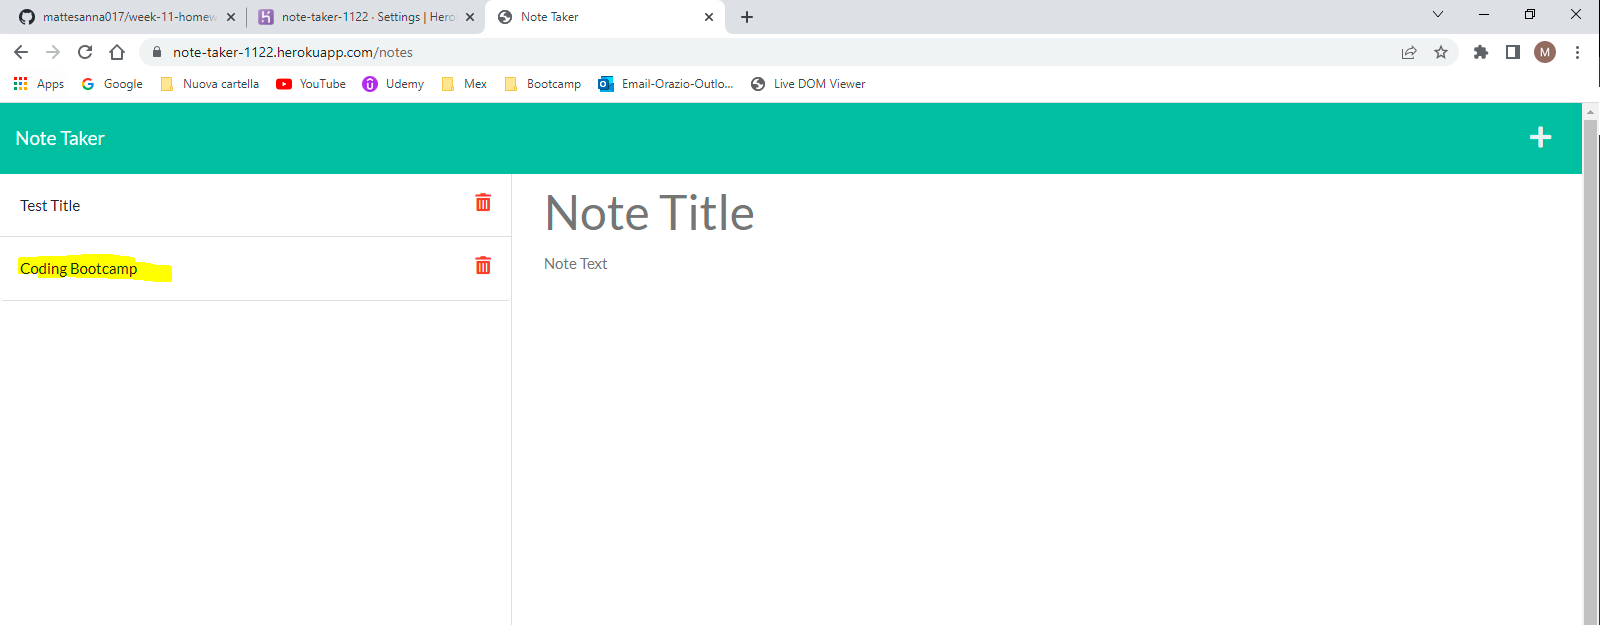 mattesanna017/week-11-homew
note-taker-1122 · Settings | Hero
Note Taker
note-taker-1122.herokuapp.com/notes
M
Apps
Google
Nuova cartella
YouTube
Udemy
Mex
Bootcamp
Email-Orazio-Outlo...
Live DOM Viewer
Note Taker
Test Title
Coding Bootcamp
Note Title
Note Text